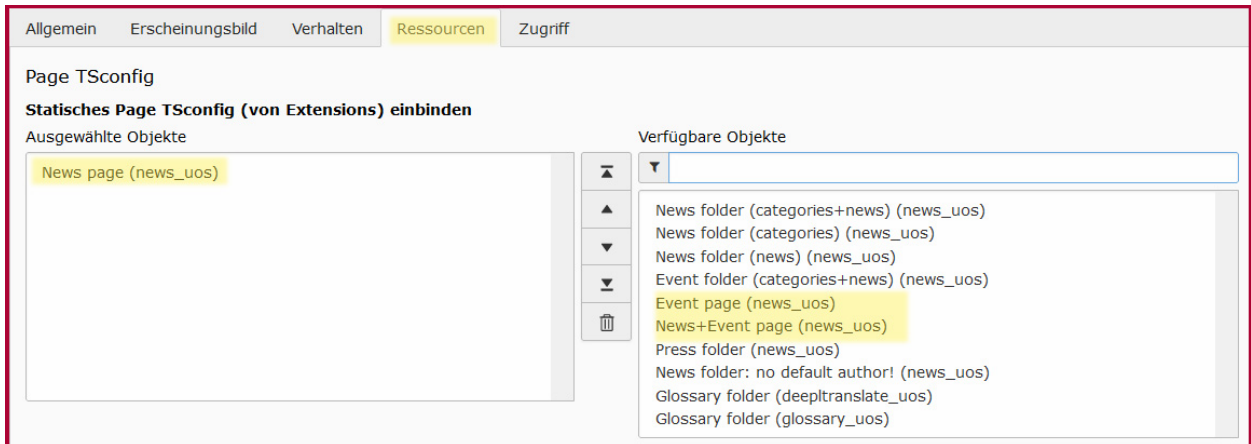 Allgemein Erscheinungsbild Verhalten Ressourcen Zugriff
Page TSconfig
Statisches Page TSconfig (von Extensions) einbinden
Ausgewählte Objekte
News page (news_uos)
Verfügbare Objekte
News folder (categories+news) (news_uos)
News folder (categories) (news_uos)
News folder (news) (news_uos)
Event folder (categories+news) (news_uos)
Event page (news_uos)
News+Event page (news_uos)
Press folder (news_uos)
News folder: no default author! (news_uos)
Glossary folder (deepltranslate_uos)
Glossary folder (glossary_uos)